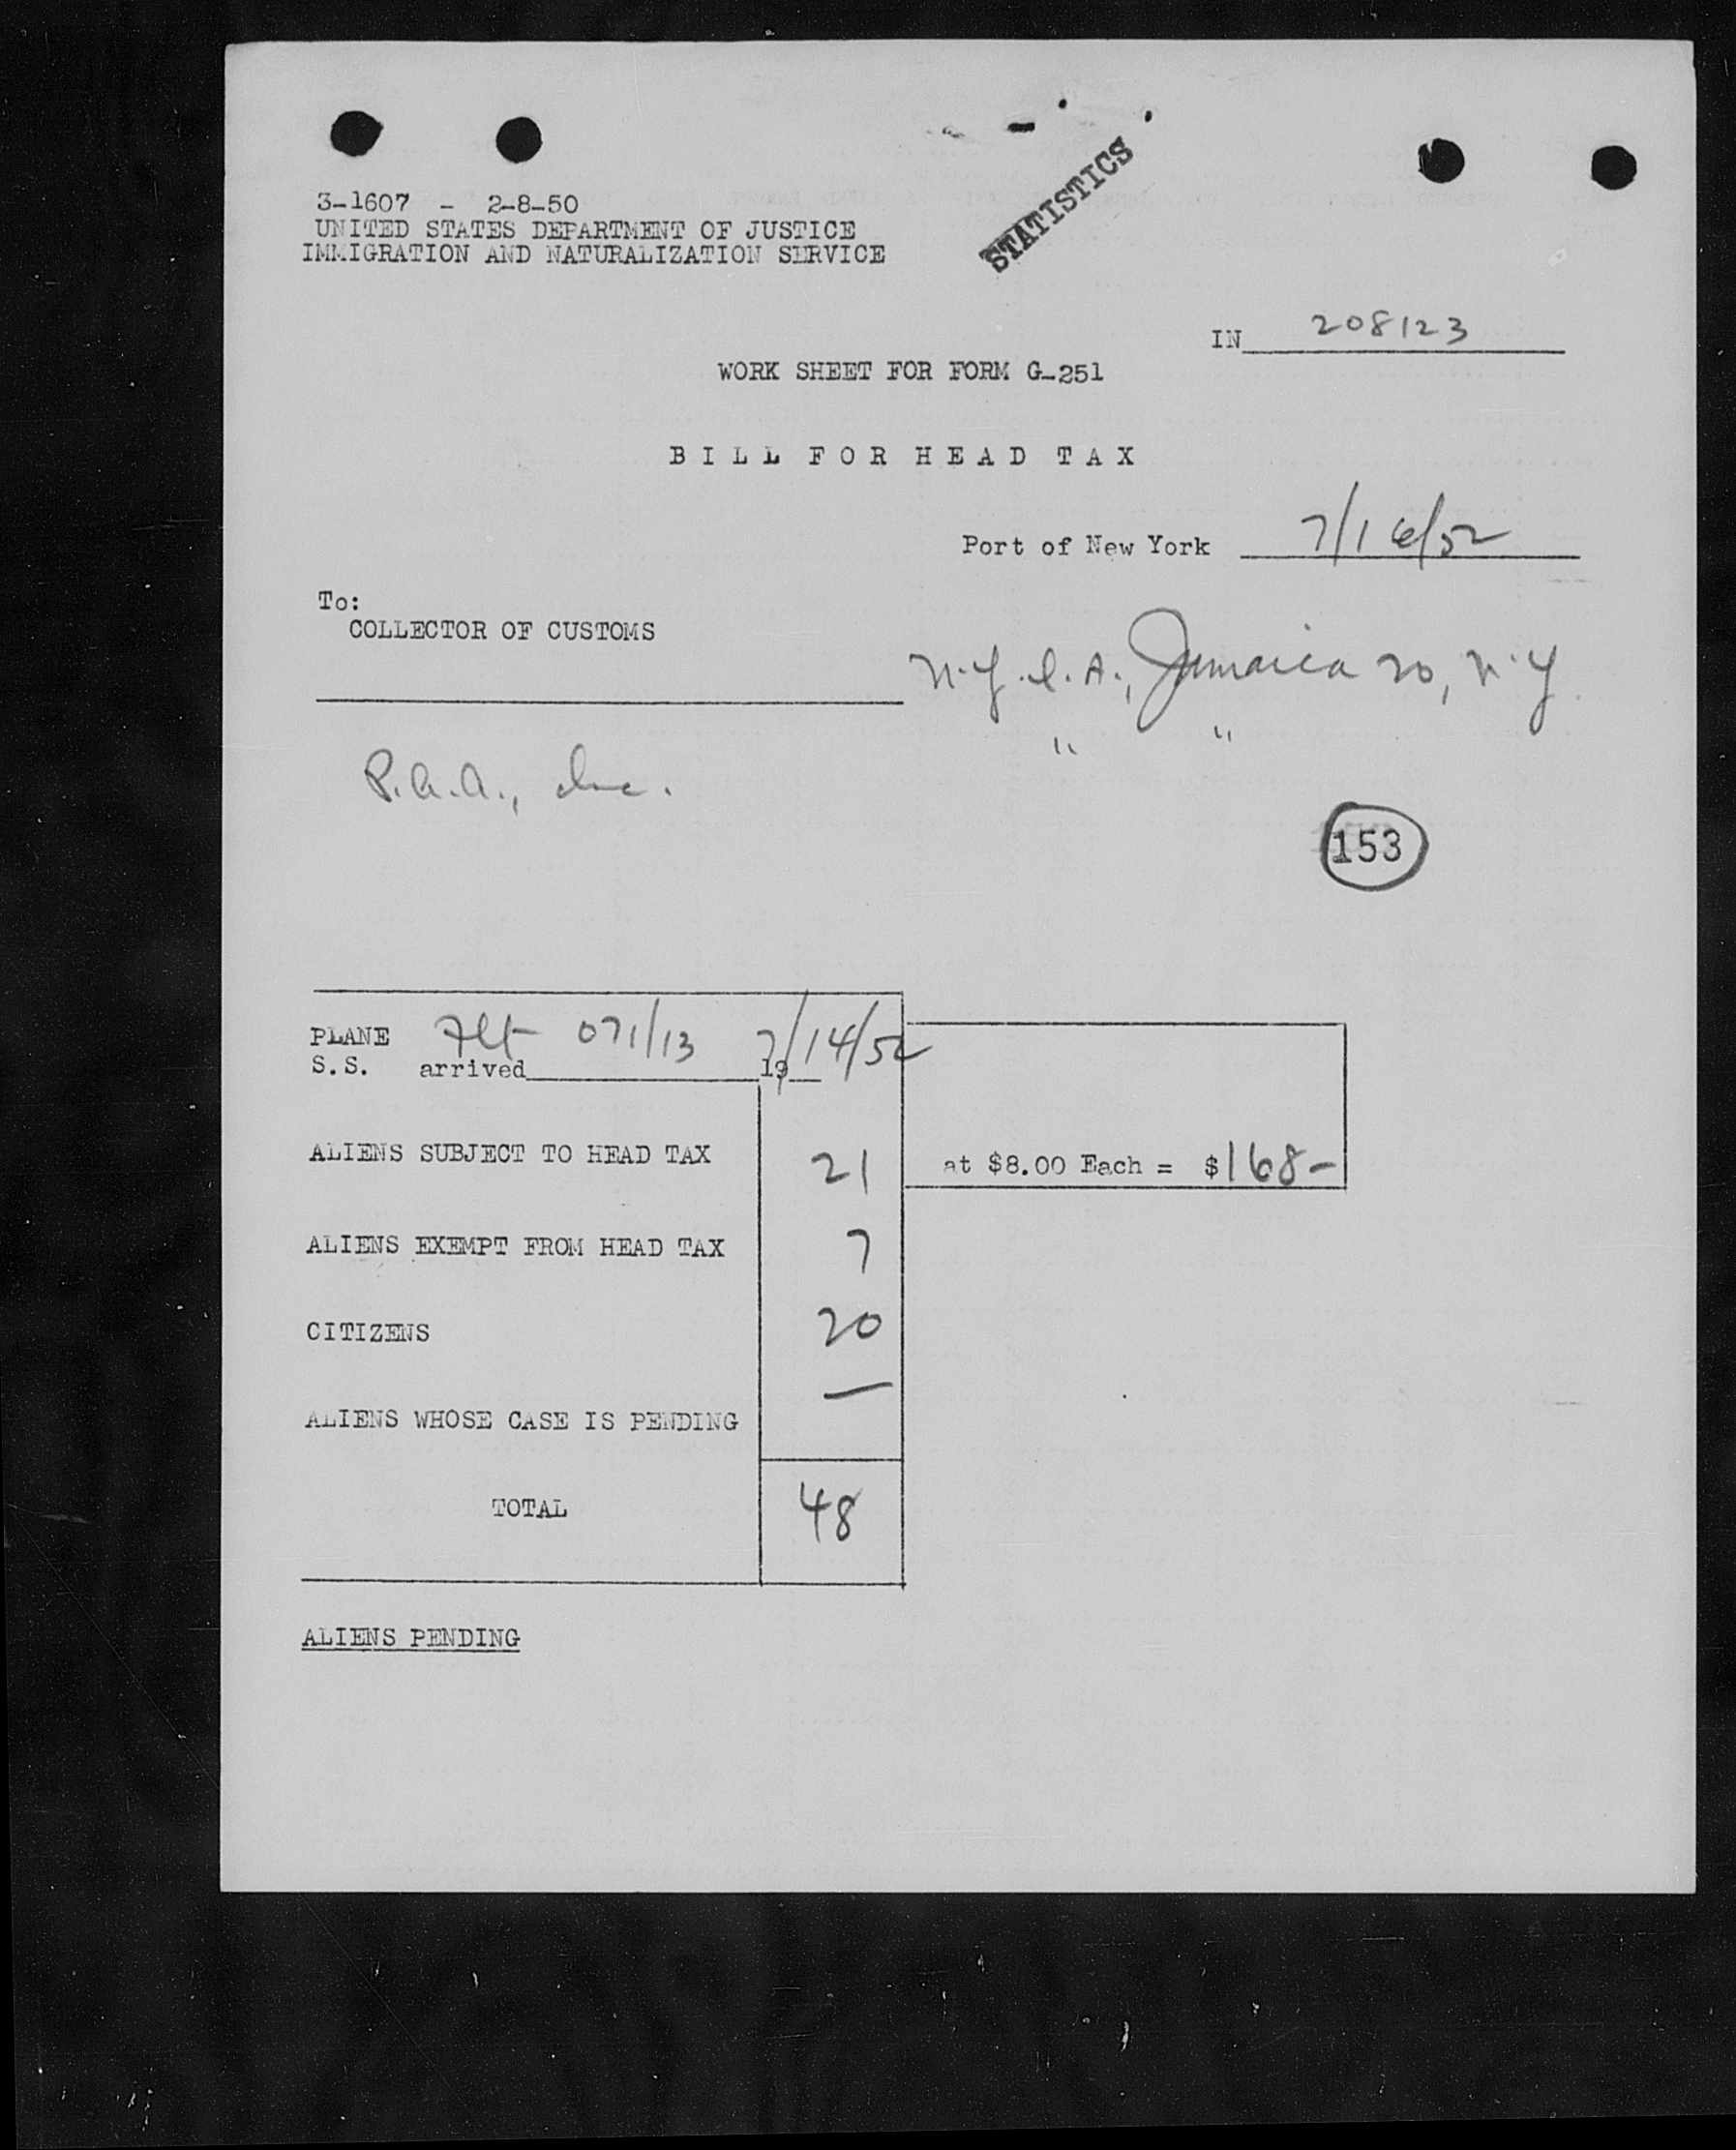 STATISTICS
3-1607 - 2-8-50
UNITED STATES DEPARTMENT OF JUSTICE
IMMIGRATION AND NATURALIZATION SERVICE
IN 208123
WORK SHEET FOR FORM G-251
BILL FOR HEAD TAX
Port of New York 7/16/52
To:
COLLECTOR OF CUSTOMS
N.Y.I.A., Jamaica 20, N.Y.
" "
P.A.A., Inc.
153
PLANE Flt 071/13 7/14/52
S.S. arrived 19
ALIENS SUBJECT TO HEAD TAX 21 at $8.00 Each = $168-
ALIENS EXEMPT FROM HEAD TAX 7
CITIZENS 20
ALIENS WHOSE CASE IS PENDING —
TOTAL 48
ALIENS PENDING